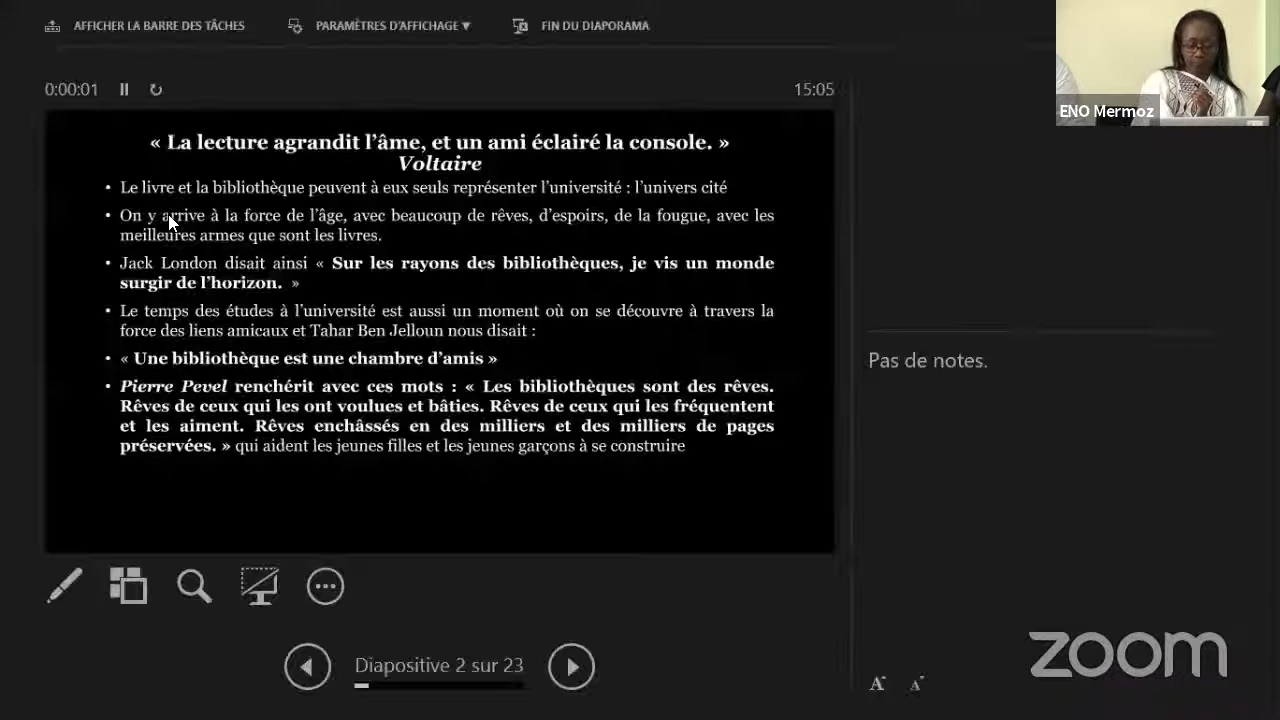 AFFICHER LA BARRE DES TÂCHES PARAMÈTRES D'AFFICHAGE ▼ FIN DU DIAPORAMA
ENO Mermoz
0:00:01 15:05
« La lecture agrandit l'âme, et un ami éclairé la console. »
Voltaire
• Le livre et la bibliothèque peuvent à eux seuls représenter l'université : l'univers cité
• On y arrive à la force de l'âge, avec beaucoup de rêves, d'espoirs, de la fougue, avec les
meilleures armes que sont les livres.
• Jack London disait ainsi « Sur les rayons des bibliothèques, je vis un monde
surgir de l'horizon. »
• Le temps des études à l'université est aussi un moment où on se découvre à travers la
force des liens amicaux et Tahar Ben Jelloun nous disait :
• « Une bibliothèque est une chambre d'amis »
• Pierre Pevel renchérit avec ces mots : « Les bibliothèques sont des rêves.
Rêves de ceux qui les ont voulues et bâties. Rêves de ceux qui les fréquentent
et les aiment. Rêves enchâssés en des milliers et des milliers de pages
préservées. » qui aident les jeunes filles et les jeunes garçons à se construire
Pas de notes.
Diapositive 2 sur 23
A A
zoom